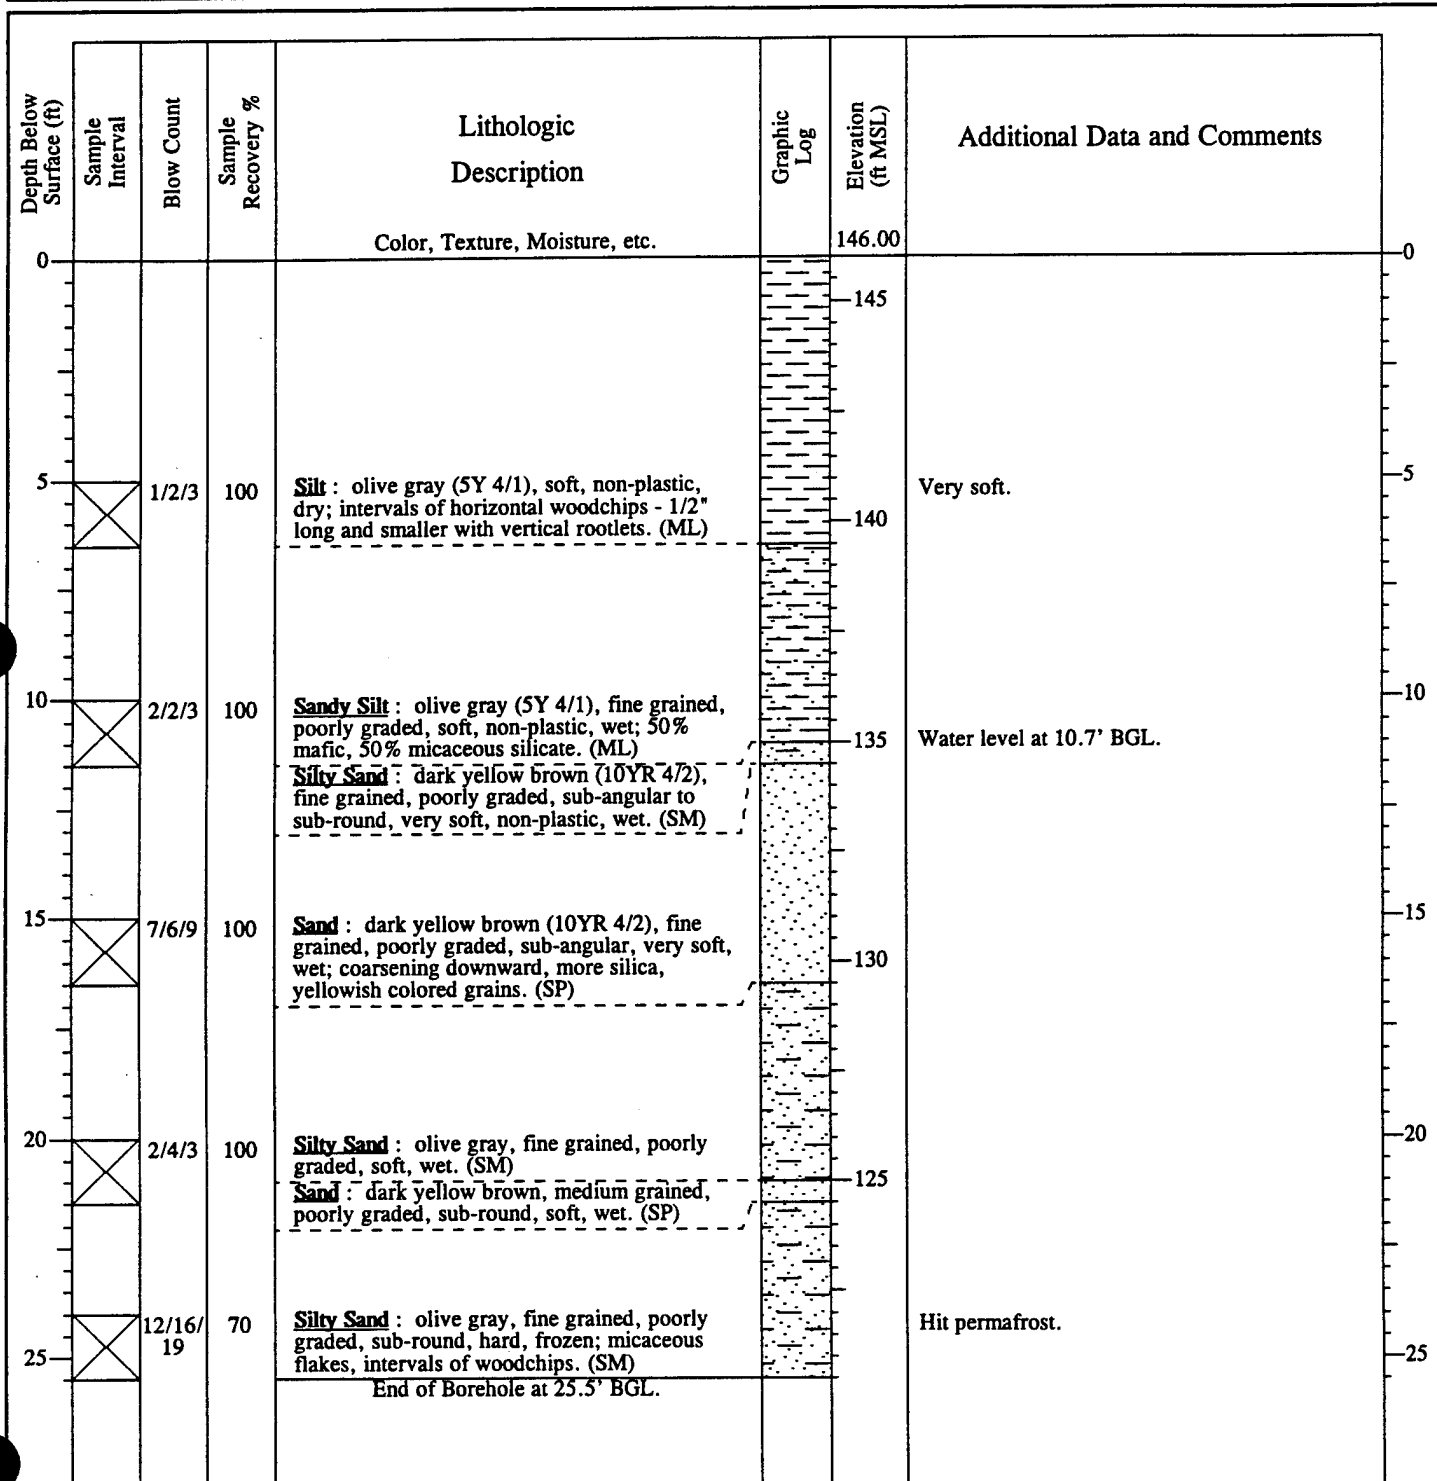 Depth Below
Surface (ft)
Sample
Interval
Blow Count
Sample
Recovery %
Lithologic
Description
Color, Texture, Moisture, etc.
Graphic
Log
Elevation
(ft MSL)
146.00
Additional Data and Comments
0
0
145
5
1/2/3
100
Silt : olive gray (5Y 4/1), soft, non-plastic,
dry; intervals of horizontal woodchips - 1/2"
long and smaller with vertical rootlets. (ML)
140
Very soft.
5
10
2/2/3
100
Sandy Silt : olive gray (5Y 4/1), fine grained,
poorly graded, soft, non-plastic, wet; 50%
mafic, 50% micaceous silicate. (ML)
135
Water level at 10.7' BGL.
10
Silty Sand : dark yellow brown (10YR 4/2),
fine grained, poorly graded, sub-angular to
sub-round, very soft, non-plastic, wet. (SM)
15
7/6/9
100
Sand : dark yellow brown (10YR 4/2), fine
grained, poorly graded, sub-angular, very soft,
wet; coarsening downward, more silica,
yellowish colored grains. (SP)
130
15
20
2/4/3
100
Silty Sand : olive gray, fine grained, poorly
graded, soft, wet. (SM)
20
Sand : dark yellow brown, medium grained,
poorly graded, sub-round, soft, wet. (SP)
125
12/16/
19
70
Silty Sand : olive gray, fine grained, poorly
graded, sub-round, hard, frozen; micaceous
flakes, intervals of woodchips. (SM)
Hit permafrost.
25
25
End of Borehole at 25.5' BGL.